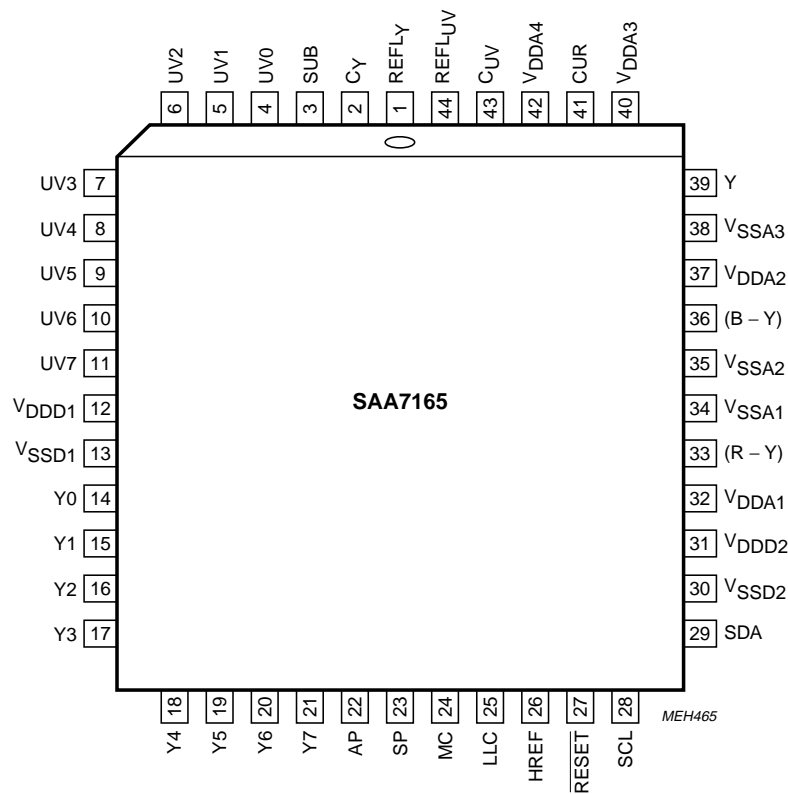 UV2 UV1 UV0 SUB CY REFLY REFLUV CUV VDDA4 CUR VDDA3
6 5 4 3 2 1 44 43 42 41 40
UV3 7
UV4 8
UV5 9
UV6 10
UV7 11
VDDD1 12
VSSD1 13
Y0 14
Y1 15
Y2 16
Y3 17
SAA7165
39 Y
38 VSSA3
37 VDDA2
36 (B – Y)
35 VSSA2
34 VSSA1
33 (R – Y)
32 VDDA1
31 VDDD2
30 VSSD2
29 SDA
18 19 20 21 22 23 24 25 26 27 28
Y4 Y5 Y6 Y7 AP SP MC LLC HREF RESET SCL
MEH465